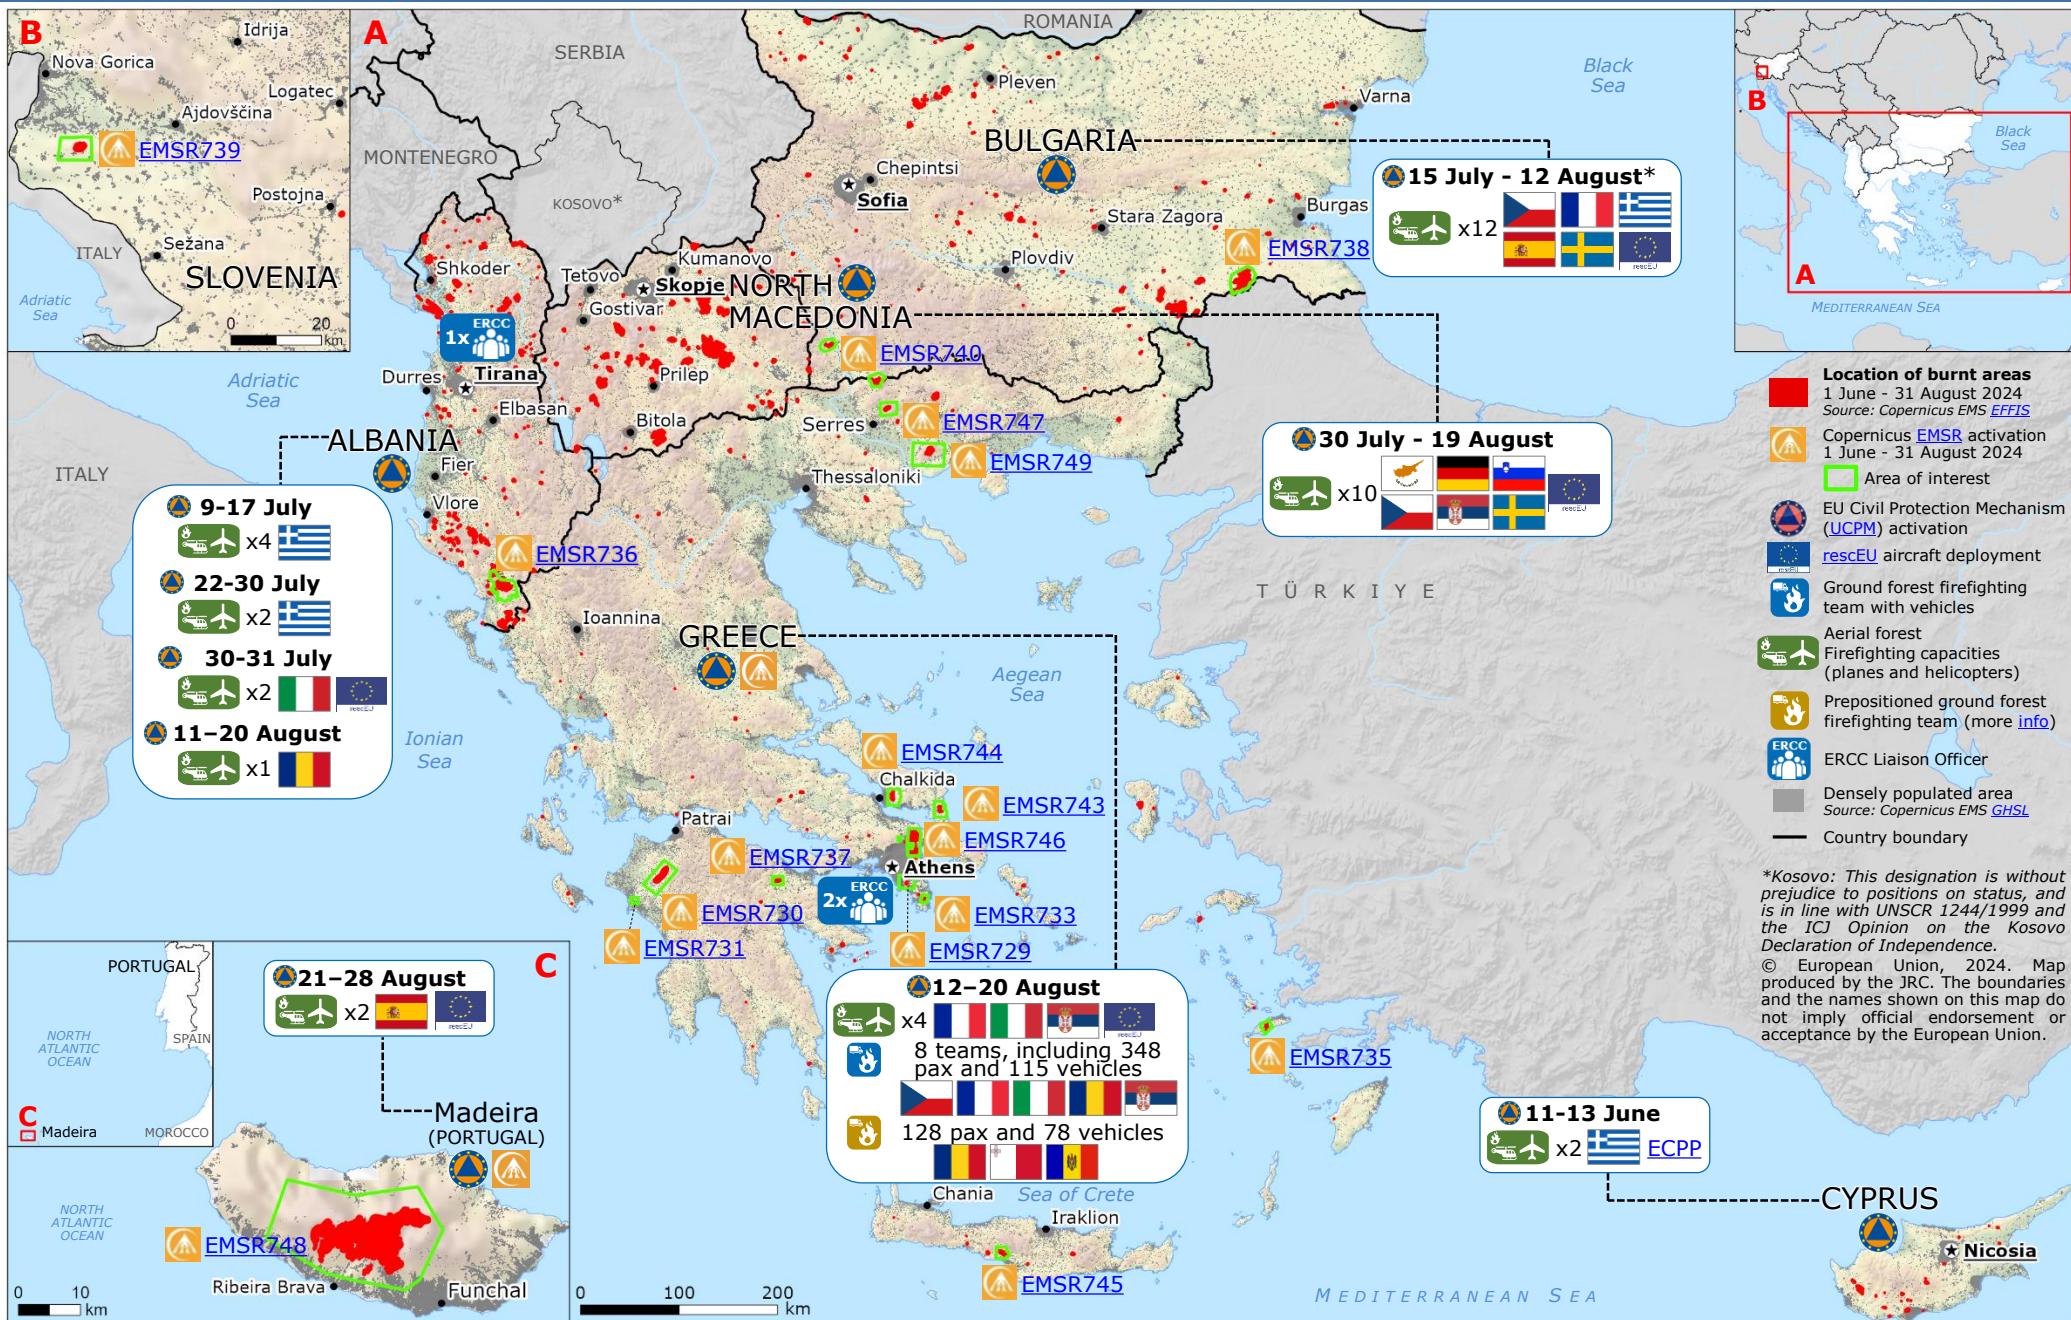 B
Idrija
Nova Gorica
Logatec
Ajdovščina
EMSR739
Postojna
ITALY
Sežana
SLOVENIA
Adriatic
Sea
0 20
km
A
ROMANIA
SERBIA
Black
Sea
Pleven
Varna
BULGARIA
MONTENEGRO
Chepintsi
Sofia
KOSOVO*
Stara Zagora
Burgas
EMSR738
Shkoder
Tetovo
Kumanovo
Plovdiv
Skopje
NORTH
MACEDONIA
Gostivar
1x ERCC
EMSR740
Tirana
Durres
Prilep
Adriatic
Sea
Elbasan
Bitola
Serres
EMSR747
EMSR749
ALBANIA
ITALY
Fier
Thessaloniki
Vlore
EMSR736
15 July - 12 August*
x12
rescEU
30 July - 19 August
x10
rescEU
9-17 July
x4
22-30 July
x2
30-31 July
x2
rescEU
11–20 August
x1
Ionian
Sea
Ioannina
GREECE
TÜRKIYE
Aegean
Sea
EMSR744
Chalkida
EMSR743
Patrai
EMSR746
EMSR737
Athens
2x ERCC
EMSR730
EMSR733
EMSR731
EMSR729
12–20 August
x4
rescEU
8 teams, including 348
pax and 115 vehicles
128 pax and 78 vehicles
EMSR735
Chania
Sea of Crete
Iraklion
EMSR745
0 100 200
km
MEDITERRANEAN SEA
11-13 June
x2
ECPP
CYPRUS
Nicosia
PORTUGAL
SPAIN
NORTH
ATLANTIC
OCEAN
C
Madeira
MOROCCO
C
21–28 August
x2
rescEU
Madeira
(PORTUGAL)
NORTH
ATLANTIC
OCEAN
EMSR748
Ribeira Brava
Funchal
0 10
km
B
Black
Sea
A
MEDITERRANEAN SEA
Location of burnt areas
1 June - 31 August 2024
Source: Copernicus EMS EFFIS
Copernicus EMSR activation
1 June - 31 August 2024
Area of interest
EU Civil Protection Mechanism
(UCPM) activation
rescEU
rescEU aircraft deployment
Ground forest firefighting
team with vehicles
Aerial forest
Firefighting capacities
(planes and helicopters)
Prepositioned ground forest
firefighting team (more info)
ERCC
ERCC Liaison Officer
Densely populated area
Source: Copernicus EMS GHSL
Country boundary
*Kosovo: This designation is without
prejudice to positions on status, and
is in line with UNSCR 1244/1999 and
the ICJ Opinion on the Kosovo
Declaration of Independence.
© European Union, 2024. Map
produced by the JRC. The boundaries
and the names shown on this map do
not imply official endorsement or
acceptance by the European Union.